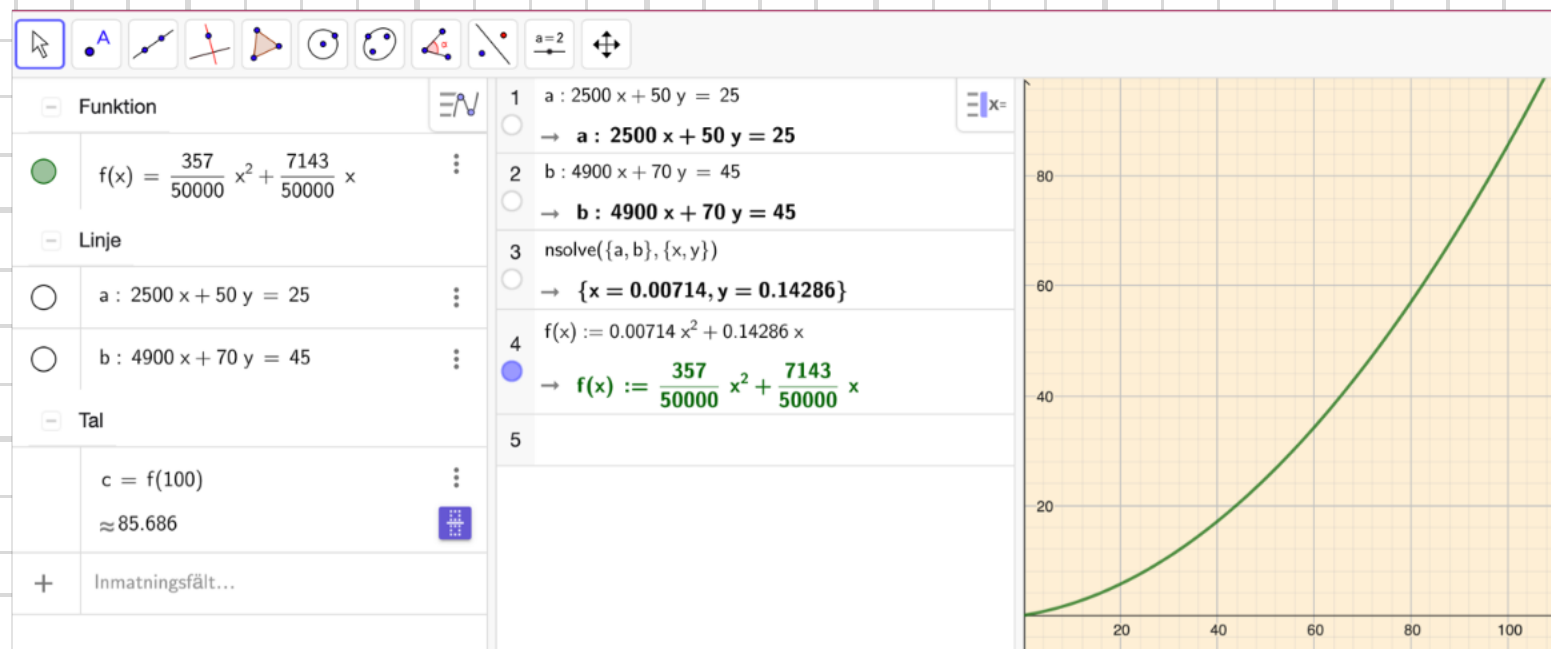 A
α
a=2
Funktion
f(x) = 357/50000 x² + 7143/50000 x
Linje
a : 2500 x + 50 y = 25
b : 4900 x + 70 y = 45
Tal
c = f(100)
≈ 85.686
+ Inmatningsfält…
1 a : 2500 x + 50 y = 25
→ a : 2500 x + 50 y = 25
x=
2 b : 4900 x + 70 y = 45
→ b : 4900 x + 70 y = 45
3 nsolve({a, b}, {x, y})
→ {x = 0.00714, y = 0.14286}
4 f(x) := 0.00714 x² + 0.14286 x
→ f(x) := 357/50000 x² + 7143/50000 x
5
80
60
40
20
20 40 60 80 100